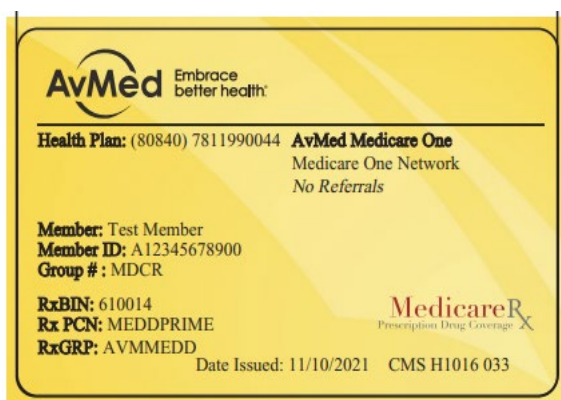 AvMed Embrace better health®
Health Plan: (80840) 7811990044 AvMed Medicare One
Medicare One Network
No Referrals
Member: Test Member
Member ID: A12345678900
Group # : MDCR
RxBIN: 610014
Rx PCN: MEDDPRIME
RxGRP: AVMMEDD
MedicareRx
Prescription Drug Coverage
Date Issued: 11/10/2021 CMS H1016 033